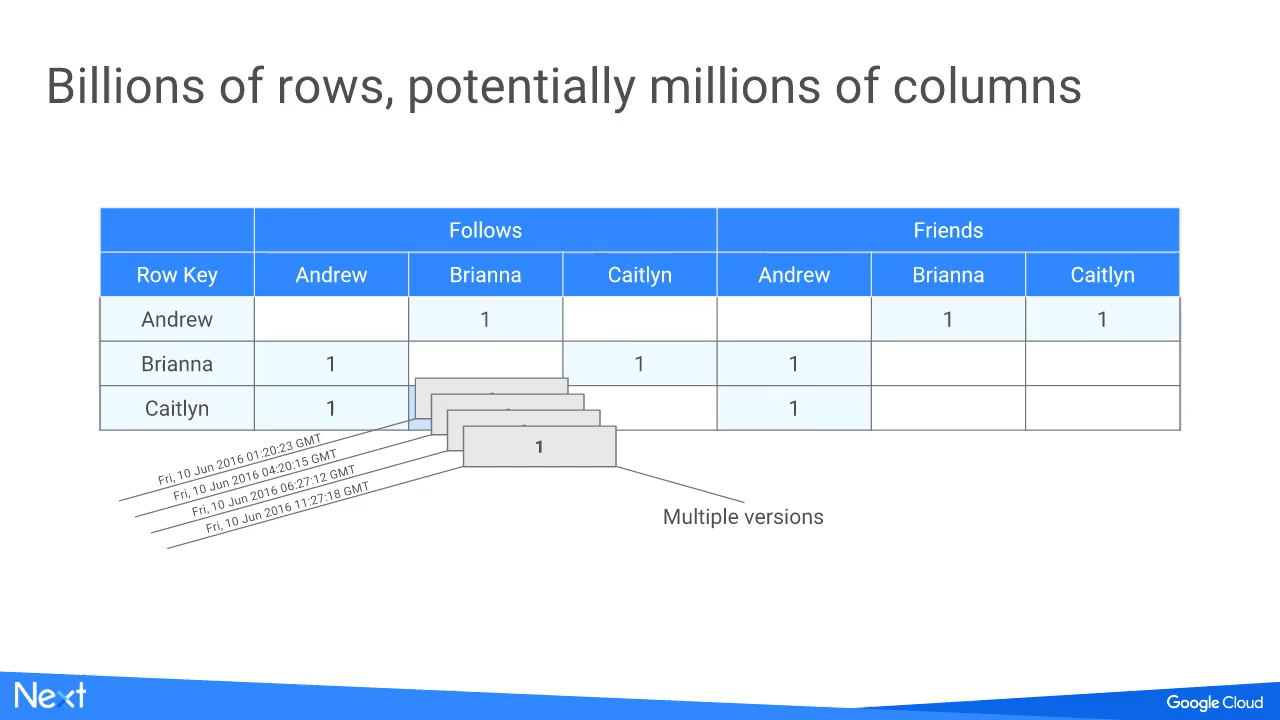 Billions of rows, potentially millions of columns
Follows Friends
Row Key Andrew Brianna Caitlyn Andrew Brianna Caitlyn
Andrew 1 1 1
Brianna 1 1 1
Caitlyn 1 1
1
Fri, 10 Jun 2016 01:20:23 GMT
Fri, 10 Jun 2016 04:20:15 GMT
Fri, 10 Jun 2016 06:27:12 GMT
Fri, 10 Jun 2016 11:27:18 GMT
Multiple versions
Next
Google Cloud